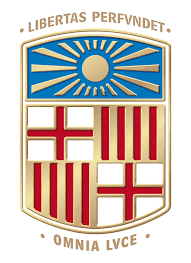 • LIBERTAS PERFVNDET •
• OMNIA LVCE •